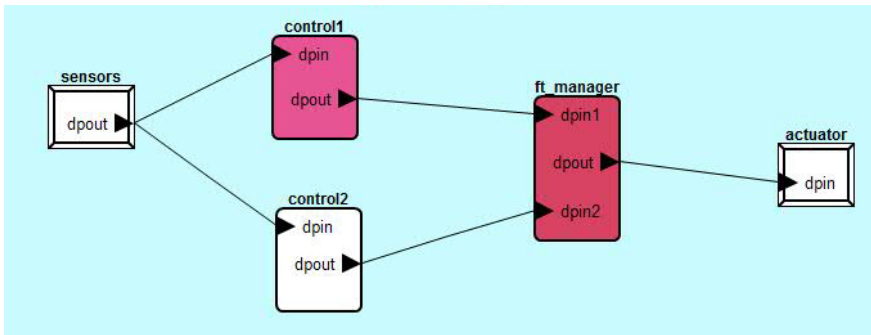 sensors
dpout
control1
dpin
dpout
control2
dpin
dpout
ft_manager
dpin1
dpout
dpin2
actuator
dpin